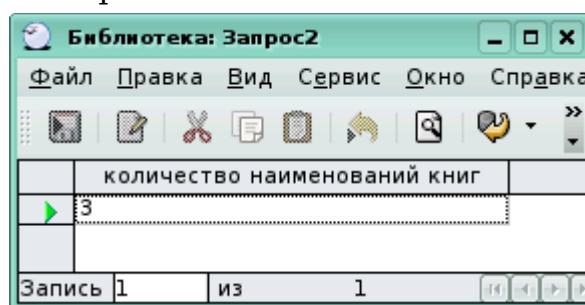 Библиотека: Запрос2
Файл Правка Вид Сервис Окно Справка
количество наименований книг
3
Запись 1 из 1